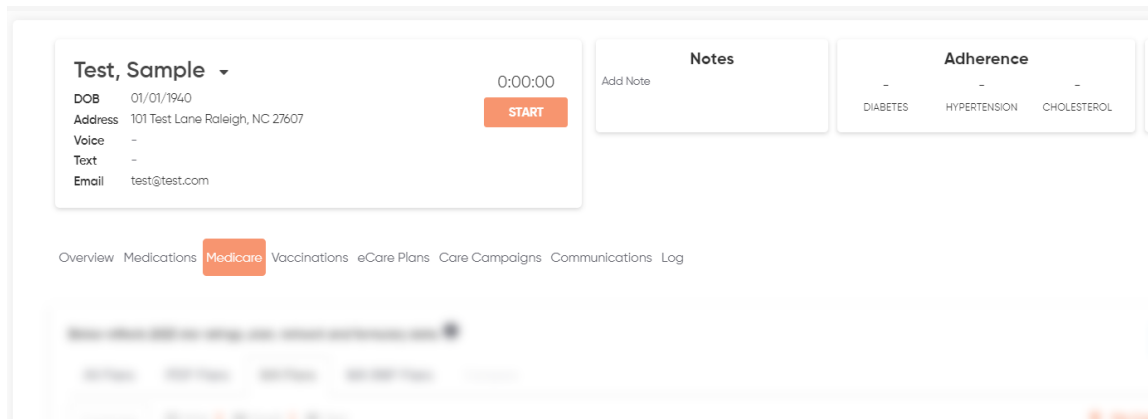 Test, Sample
DOB 01/01/1940
Address 101 Test Lane Raleigh, NC 27607
Voice -
Text -
Email test@test.com
0:00:00
START
Notes
Add Note
Adherence
- - -
DIABETES HYPERTENSION CHOLESTEROL
Overview Medications Medicare Vaccinations eCare Plans Care Campaigns Communications Log